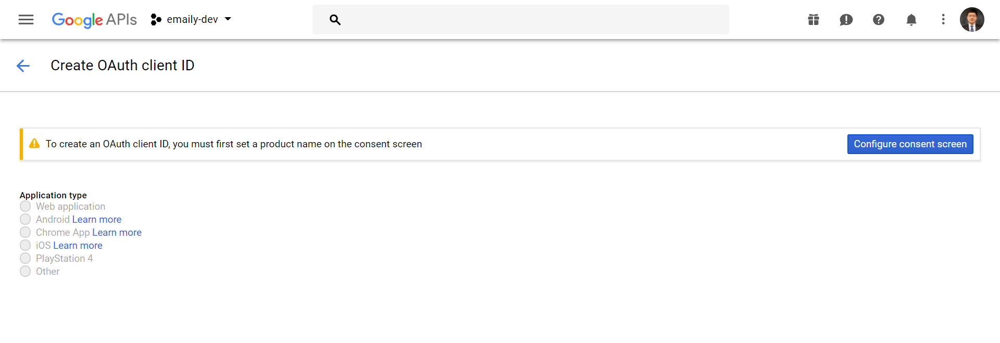 Google APIs emaily-dev
Create OAuth client ID
To create an OAuth client ID, you must first set a product name on the consent screen Configure consent screen
Application type
Web application
Android Learn more
Chrome App Learn more
iOS Learn more
PlayStation 4
Other